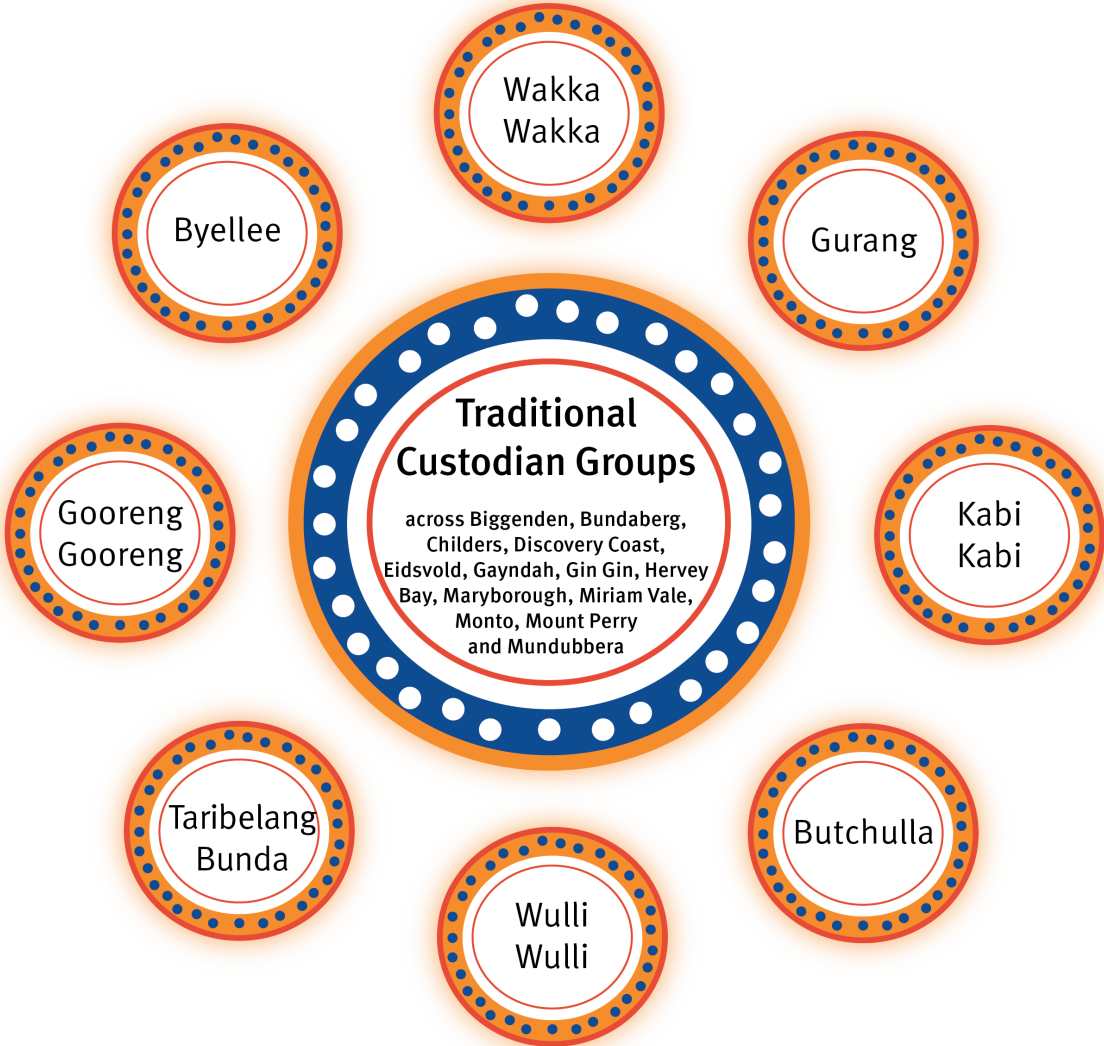 Wakka
Wakka
Byellee
Gurang
Traditional
Custodian Groups
across Biggenden, Bundaberg,
Childers, Discovery Coast,
Eidsvold, Gayndah, Gin Gin, Hervey
Bay, Maryborough, Miriam Vale,
Monto, Mount Perry
and Mundubbera
Gooreng
Gooreng
Kabi
Kabi
Taribelang
Bunda
Butchulla
Wulli
Wulli